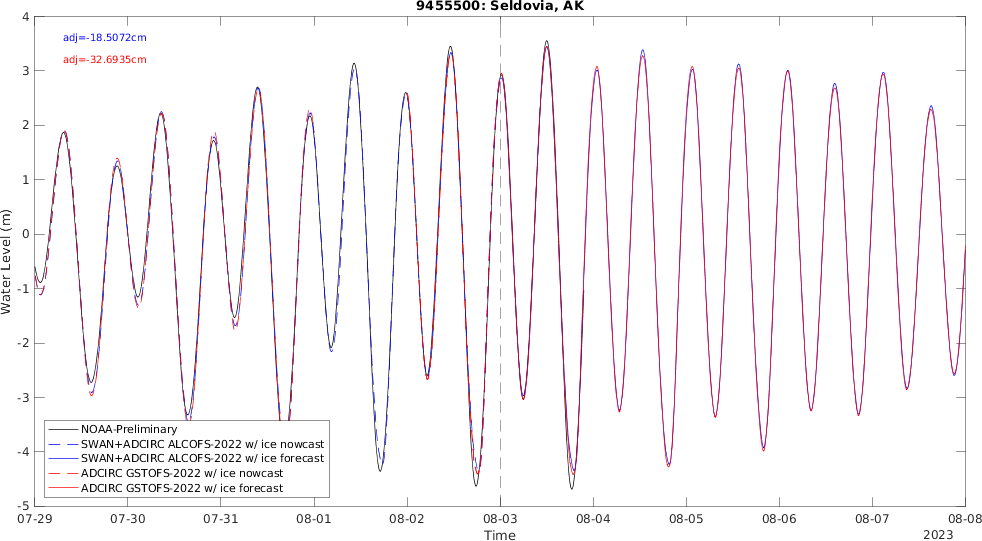 9455500: Seldovia, AK
adj=-18.5072cm
adj=-32.6935cm
4
3
2
1
0
-1
-2
-3
-4
-5
Water Level (m)
NOAA-Preliminary
SWAN+ADCIRC ALCOFS-2022 w/ ice nowcast
SWAN+ADCIRC ALCOFS-2022 w/ ice forecast
ADCIRC GSTOFS-2022 w/ ice nowcast
ADCIRC GSTOFS-2022 w/ ice forecast
07-29 07-30 07-31 08-01 08-02 08-03 08-04 08-05 08-06 08-07 08-08
Time
2023